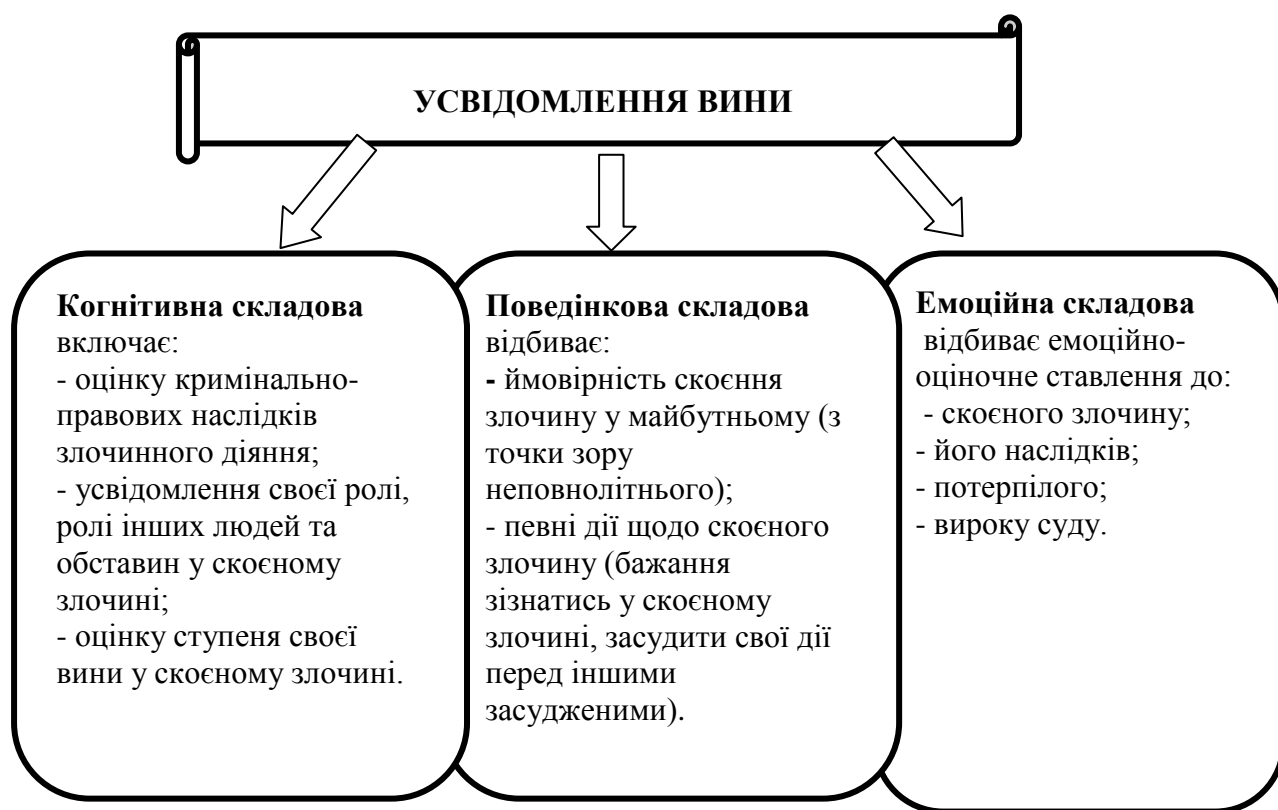 УСВІДОМЛЕННЯ ВИНИ
Когнітивна складова
включає:
- оцінку кримінально-
правових наслідків
злочинного діяння;
- усвідомлення своєї ролі,
ролі інших людей та
обставин у скоєному
злочині;
- оцінку ступеня своєї
вини у скоєному злочині.
Поведінкова складова
відбиває:
- ймовірність скоєння
злочину у майбутньому (з
точки зору
неповнолітнього);
- певні дії щодо скоєного
злочину (бажання
зізнатись у скоєному
злочині, засудити свої дії
перед іншими
засудженими).
Емоційна складова
відбиває емоційно-
оціночне ставлення до:
- скоєного злочину;
- його наслідків;
- потерпілого;
- вироку суду.